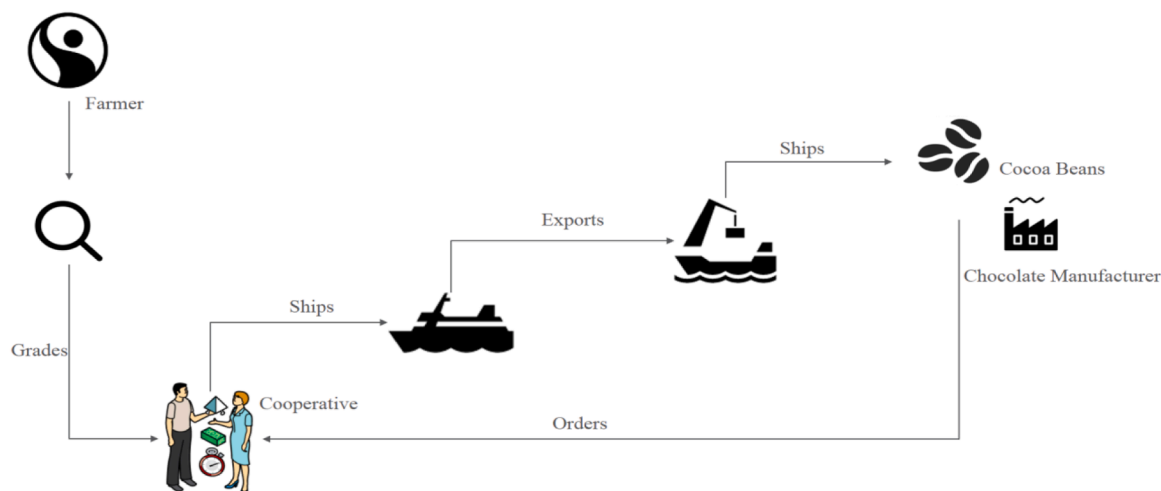 Farmer
Ships
Cocoa Beans
Exports
Chocolate Manufacturer
Ships
Grades
Cooperative
Orders